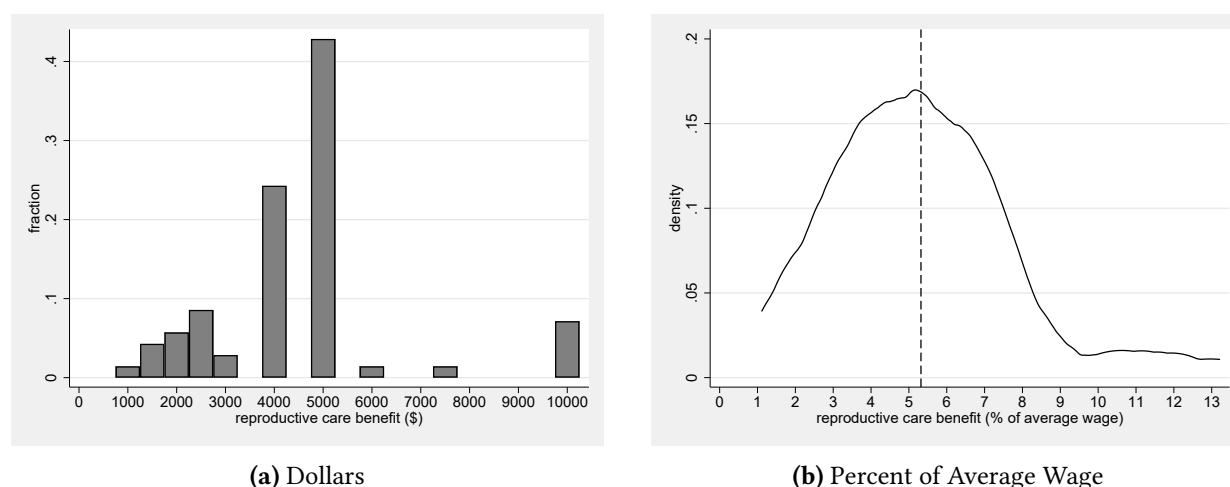 .4
.3
.2
.1
0
fraction
0 1000 2000 3000 4000 5000 6000 7000 8000 9000 10000
reproductive care benefit ($)
(a) Dollars
.2
.15
.1
.05
0
density
0 1 2 3 4 5 6 7 8 9 10 11 12 13
reproductive care benefit (% of average wage)
(b) Percent of Average Wage